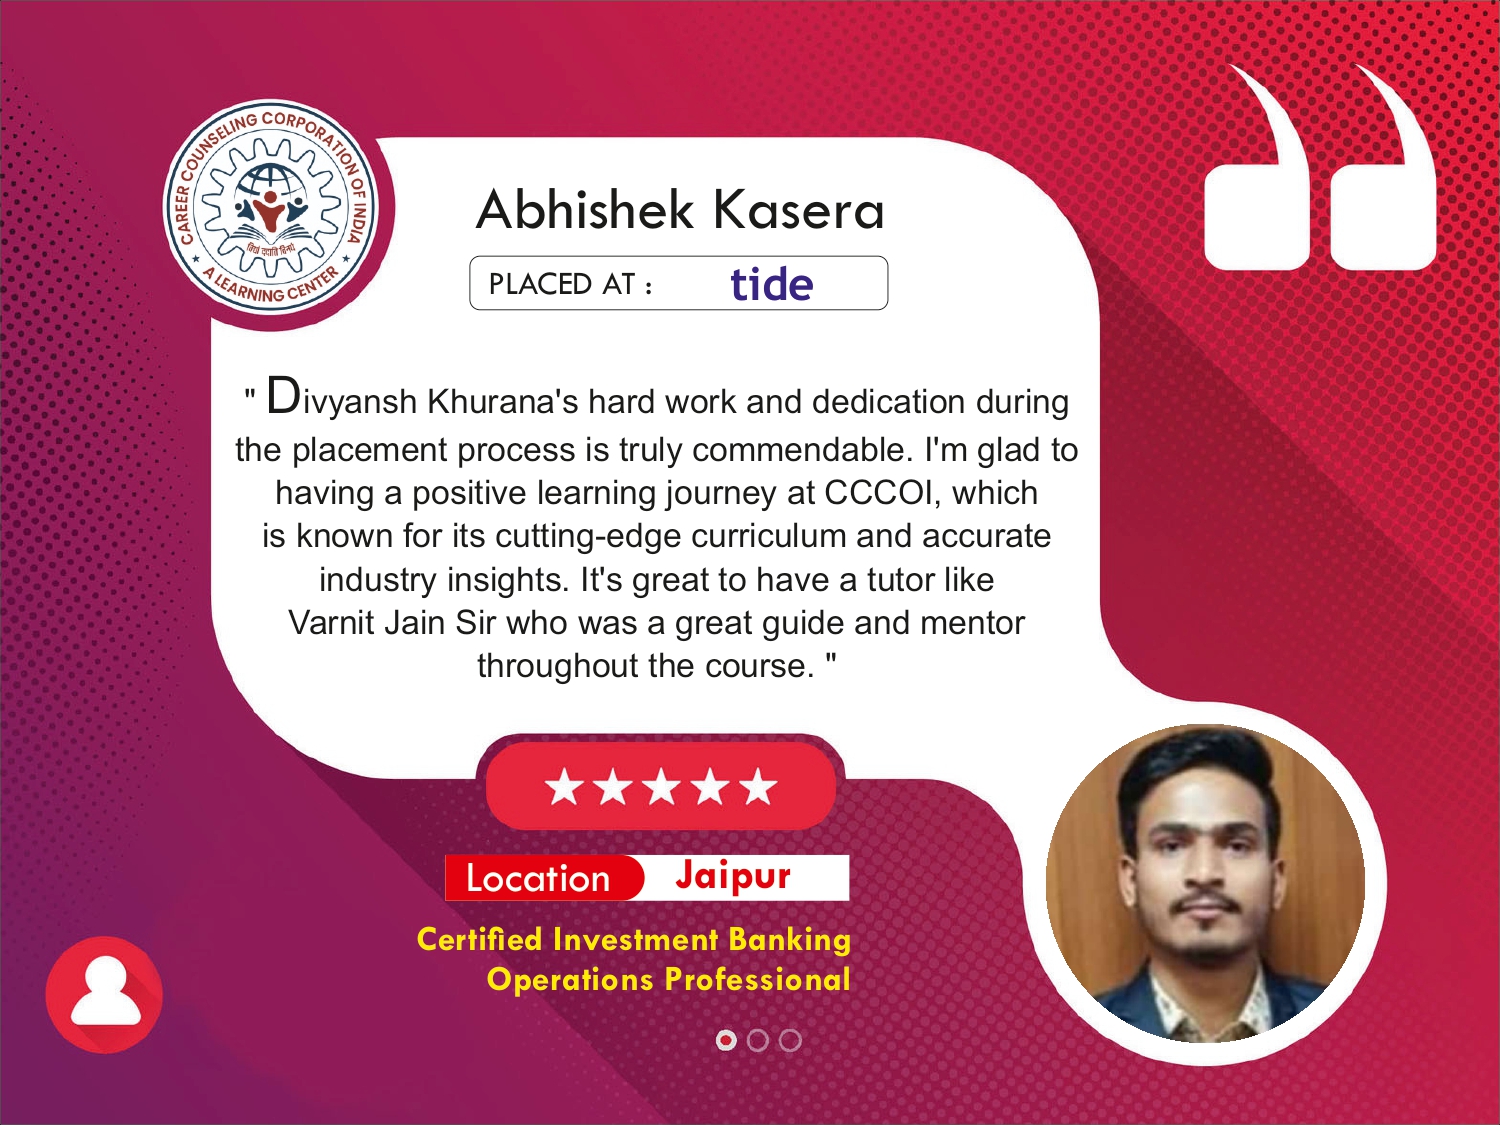 CAREER COUNSELING CORPORATION OF INDIA
★ A LEARNING CENTER ★
Abhishek Kasera
PLACED AT : tide
" Divyansh Khurana's hard work and dedication during
the placement process is truly commendable. I'm glad to
having a positive learning journey at CCCOI, which
is known for its cutting-edge curriculum and accurate
industry insights. It's great to have a tutor like
Varnit Jain Sir who was a great guide and mentor
throughout the course. "
Location Jaipur
Certified Investment Banking
Operations Professional